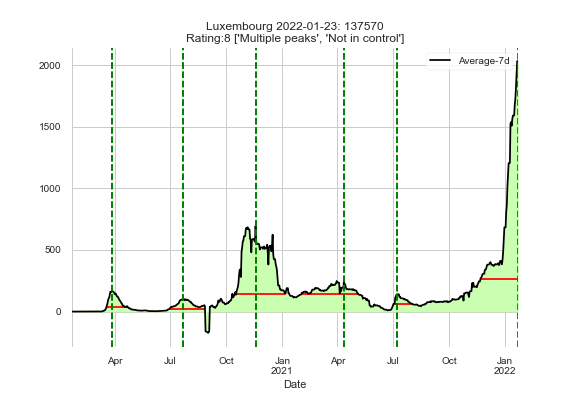 Luxembourg 2022-01-23: 137570
Rating:8 ['Multiple peaks', 'Not in control']
Average-7d
2000
1500
1000
500
0
Apr
Jul
Oct
Jan
2021
Apr
Jul
Oct
Jan
2022
Date